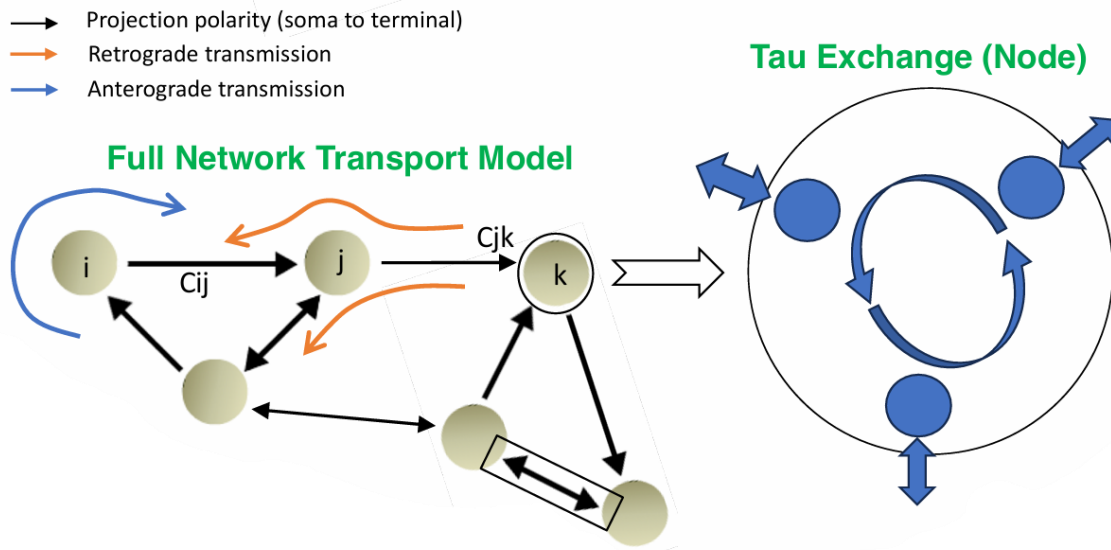 Projection polarity (soma to terminal)
Retrograde transmission
Anterograde transmission
Tau Exchange (Node)
Full Network Transport Model
i
Cij
j
Cjk
k